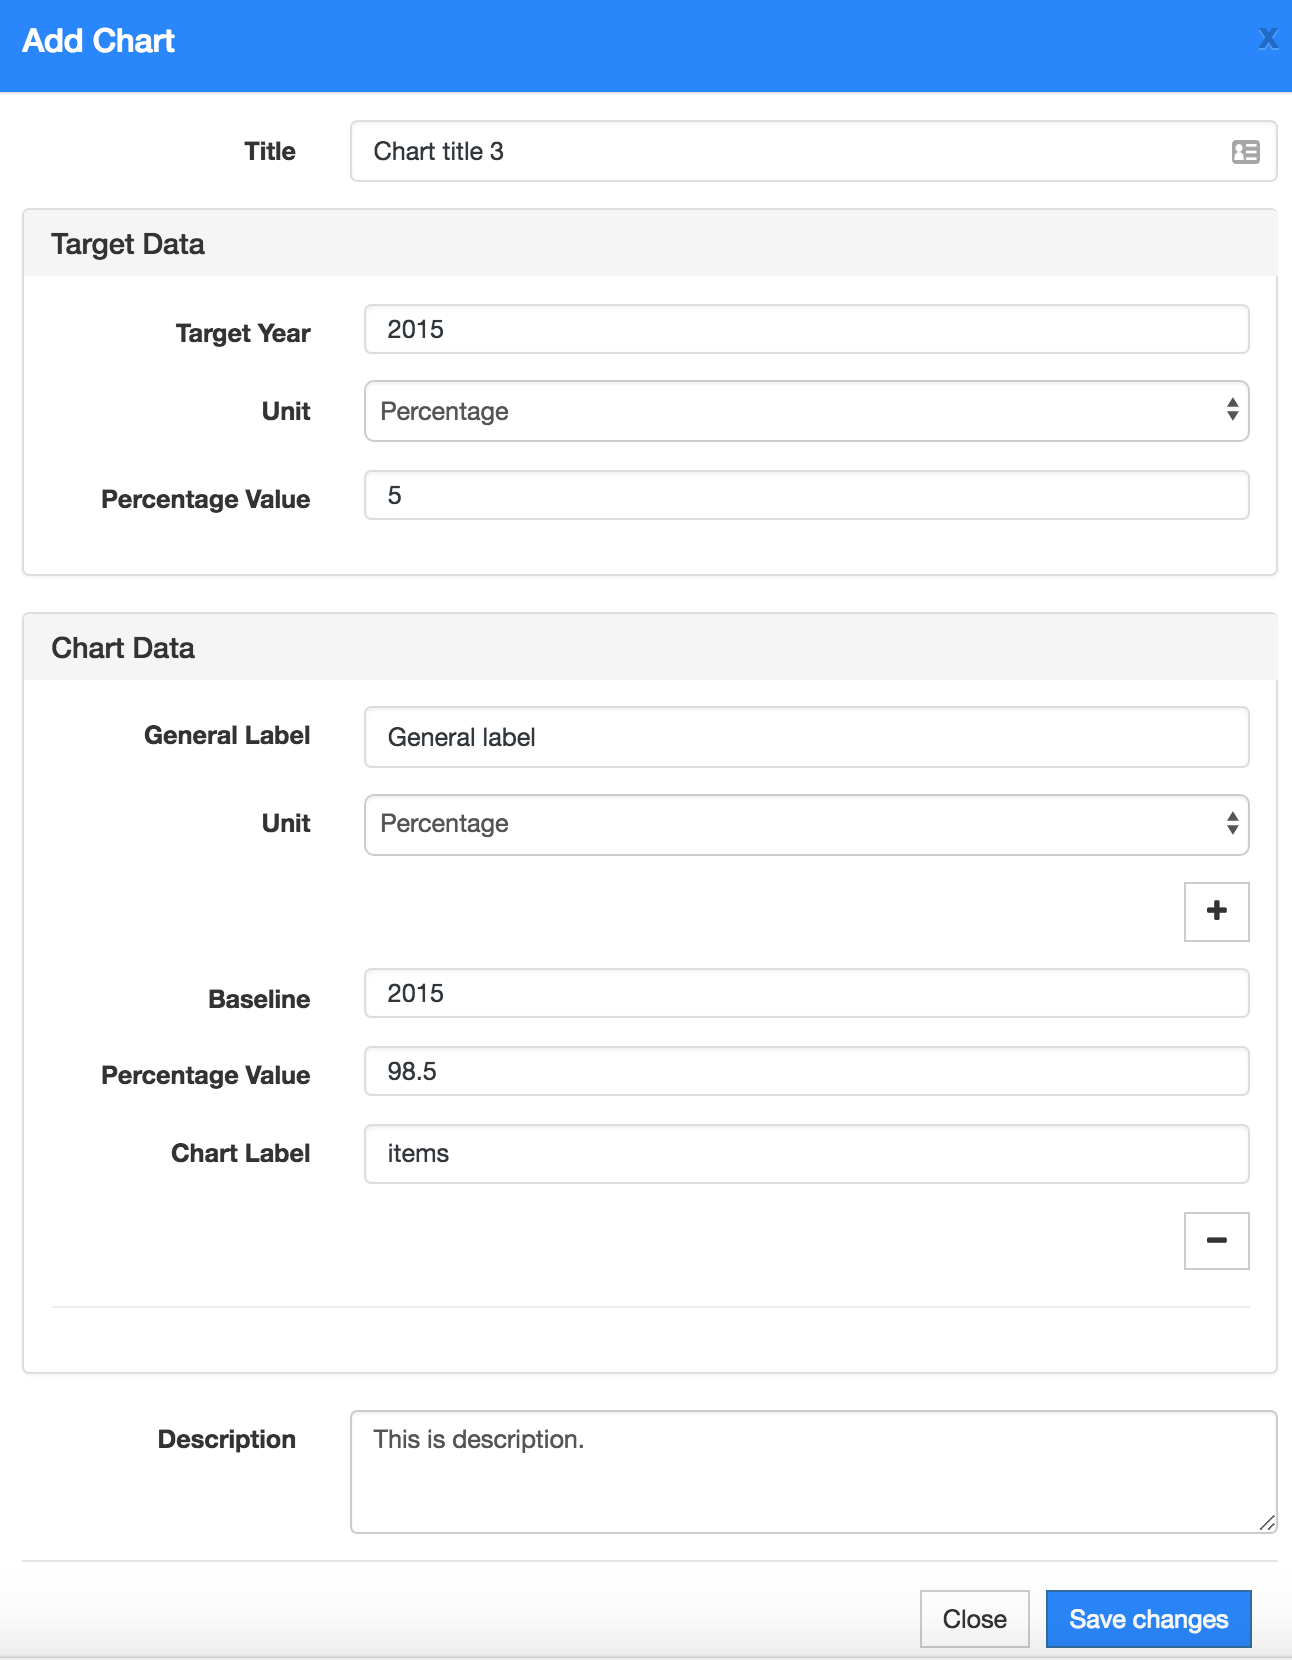 Add Chart
X
Title
Chart title 3
Target Data
Target Year
2015
Unit
Percentage
Percentage Value
5
Chart Data
General Label
General label
Unit
Percentage
+
Baseline
2015
Percentage Value
98.5
Chart Label
items
−
Description
This is description.
Close
Save changes